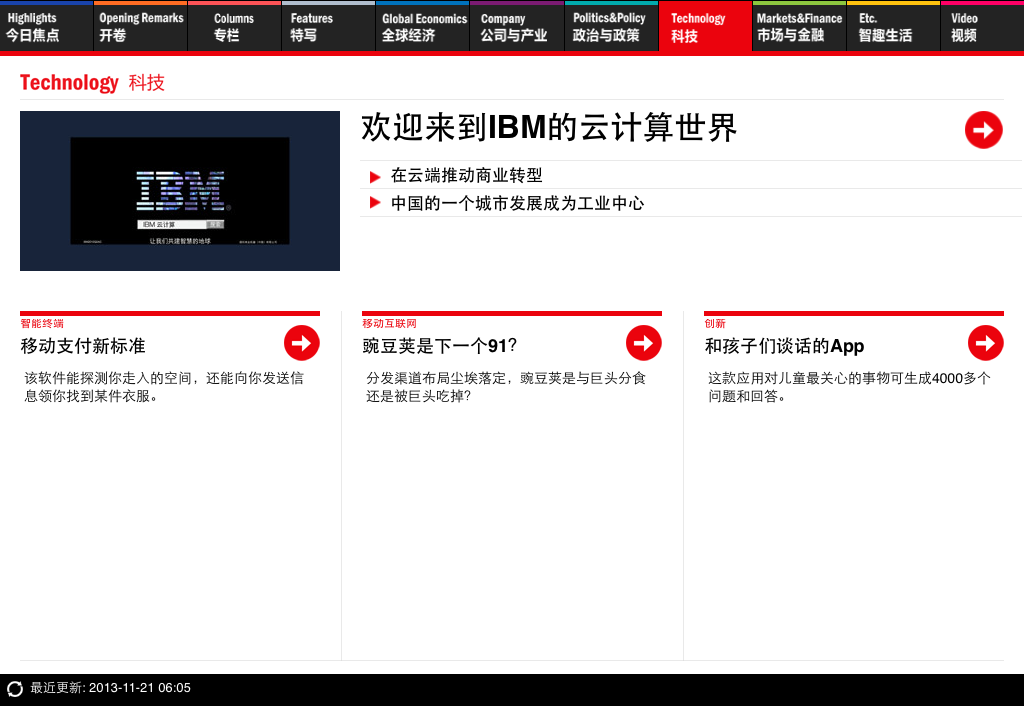 Highlights
今日焦点
Opening Remarks
开卷
Columns
专栏
Features
特写
Global Economics
全球经济
Company
公司与产业
Politics&Policy
政治与政策
Technology
科技
Markets&Finance
市场与金融
Etc.
智趣生活
Video
视频
Technology 科技
欢迎来到IBM的云计算世界
在云端推动商业转型
中国的一个城市发展成为工业中心
IBM
IBM 云计算
让我们共建智慧的地球
智能终端
移动支付新标准
该软件能探测你走入的空间，还能向你发送信
息领你找到某件衣服。
移动互联网
豌豆荚是下一个91?
分发渠道布局尘埃落定，豌豆荚是与巨头分食
还是被巨头吃掉?
创新
和孩子们谈话的App
这款应用对儿童最关心的事物可生成4000多个
问题和回答。
最近更新: 2013-11-21 06:05